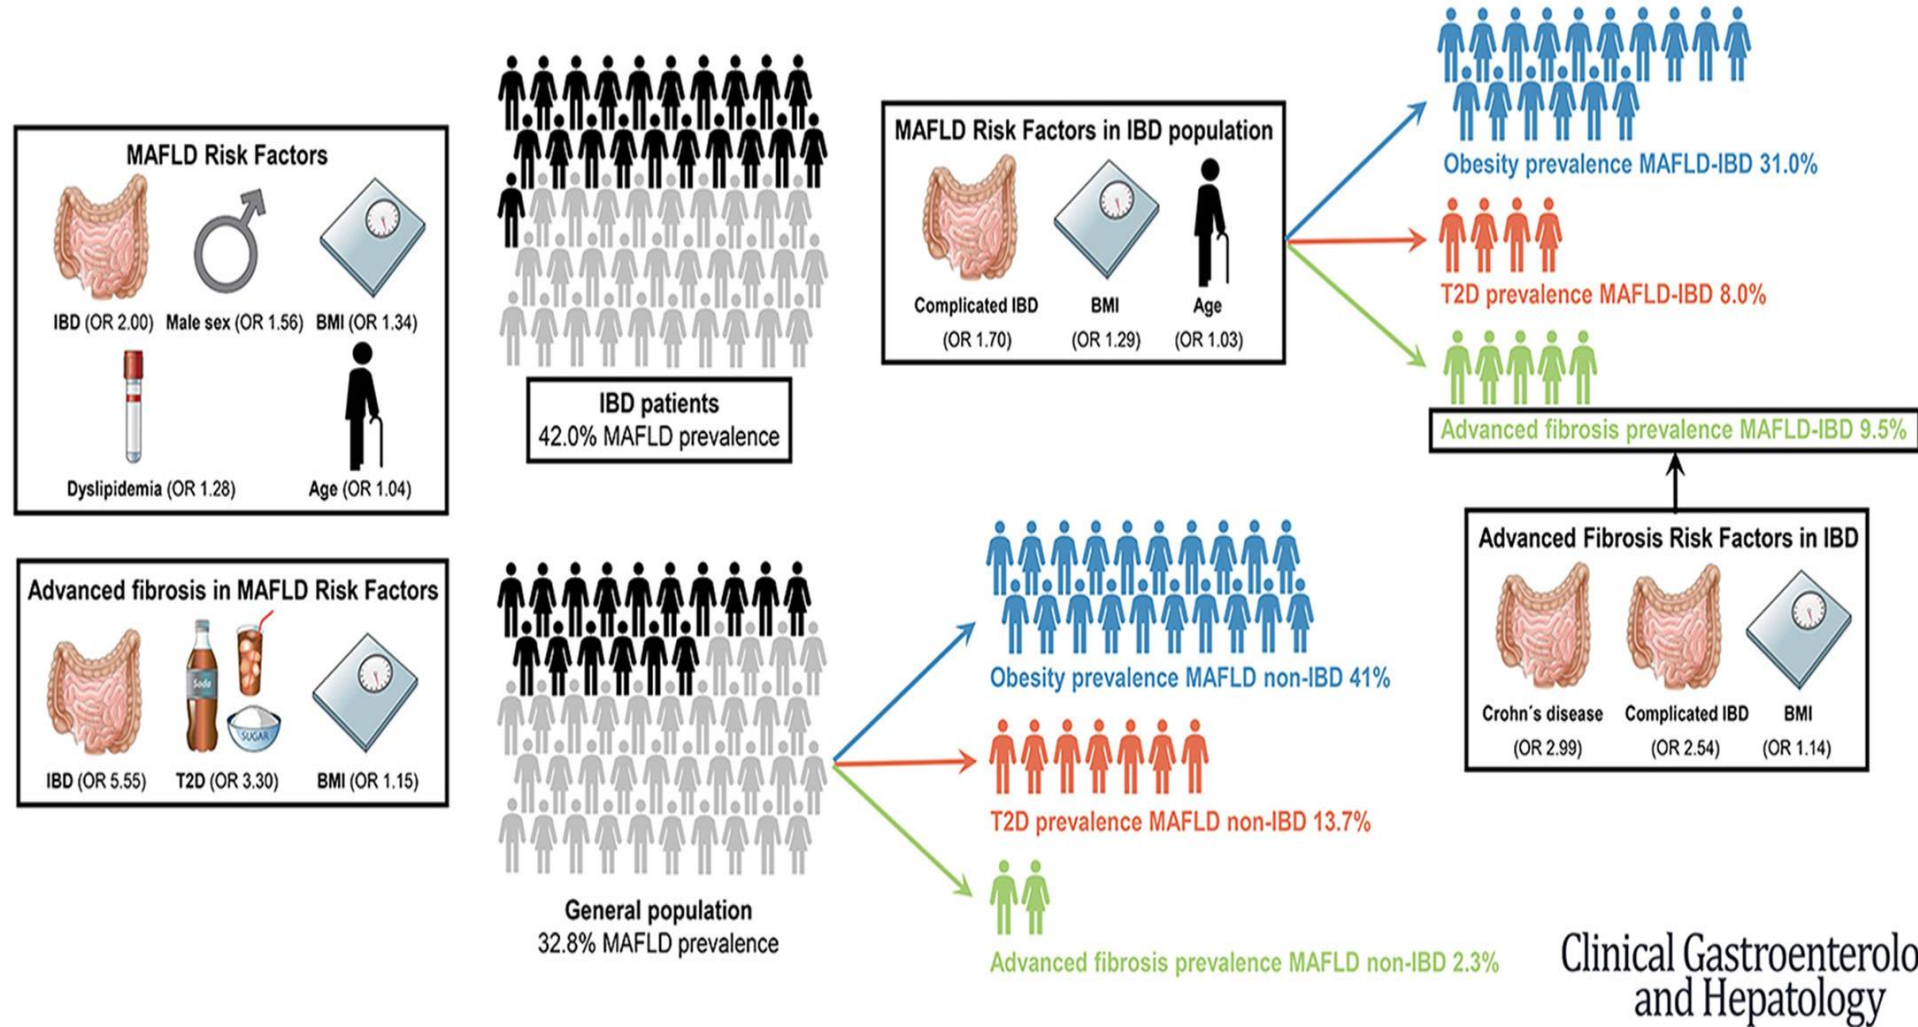 MAFLD Risk Factors
IBD (OR 2.00) Male sex (OR 1.56) BMI (OR 1.34)
Dyslipidemia (OR 1.28) Age (OR 1.04)
Advanced fibrosis in MAFLD Risk Factors
Soda
SUGAR
IBD (OR 5.55) T2D (OR 3.30) BMI (OR 1.15)
IBD patients
42.0% MAFLD prevalence
General population
32.8% MAFLD prevalence
MAFLD Risk Factors in IBD population
Complicated IBD BMI Age
(OR 1.70) (OR 1.29) (OR 1.03)
Obesity prevalence MAFLD-IBD 31.0%
T2D prevalence MAFLD-IBD 8.0%
Advanced fibrosis prevalence MAFLD-IBD 9.5%
Obesity prevalence MAFLD non-IBD 41%
T2D prevalence MAFLD non-IBD 13.7%
Advanced fibrosis prevalence MAFLD non-IBD 2.3%
Advanced Fibrosis Risk Factors in IBD
Crohn´s disease Complicated IBD BMI
(OR 2.99) (OR 2.54) (OR 1.14)
Clinical Gastroenterolo
and Hepatology